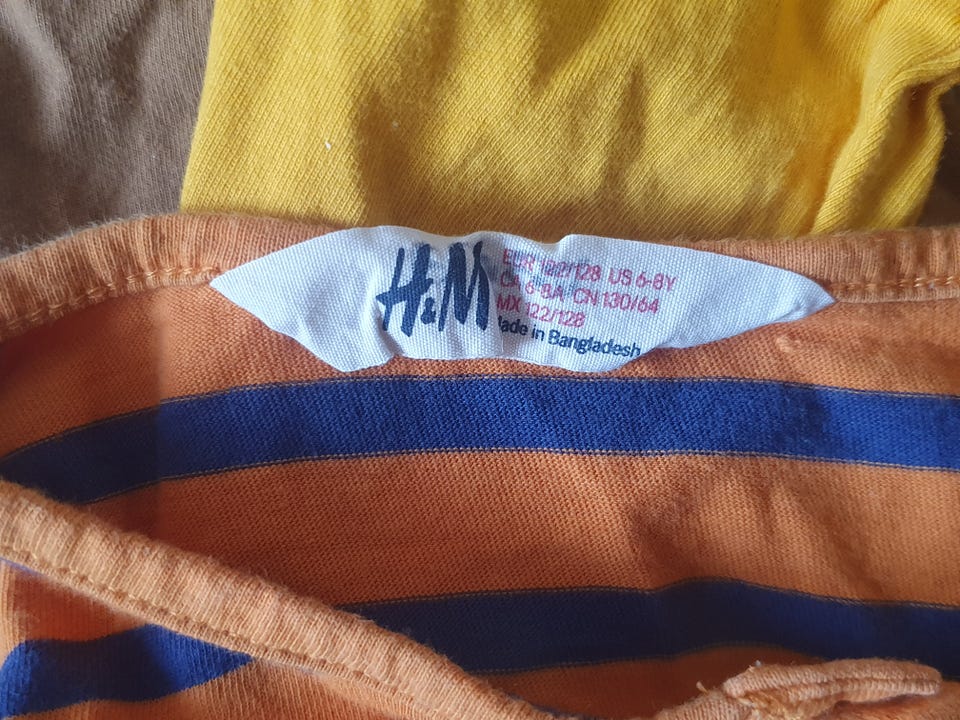 H&M
EUR 122/128 US 6-8Y
CA 6-8A CN 130/64
MX 122/128
Made in Bangladesh